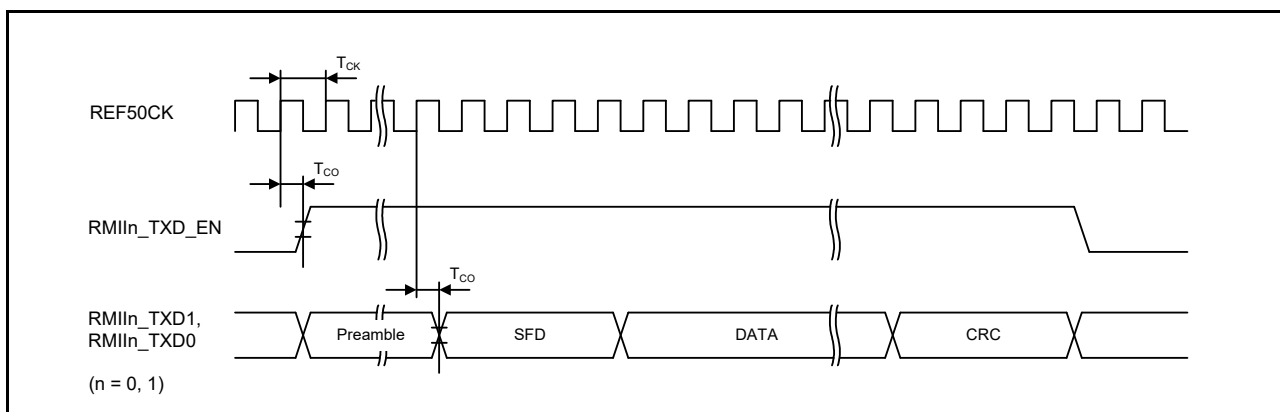 TCK
REF50CK
TCO
RMIIn_TXD_EN
TCO
RMIIn_TXD1,
RMIIn_TXD0
Preamble SFD DATA CRC
(n = 0, 1)